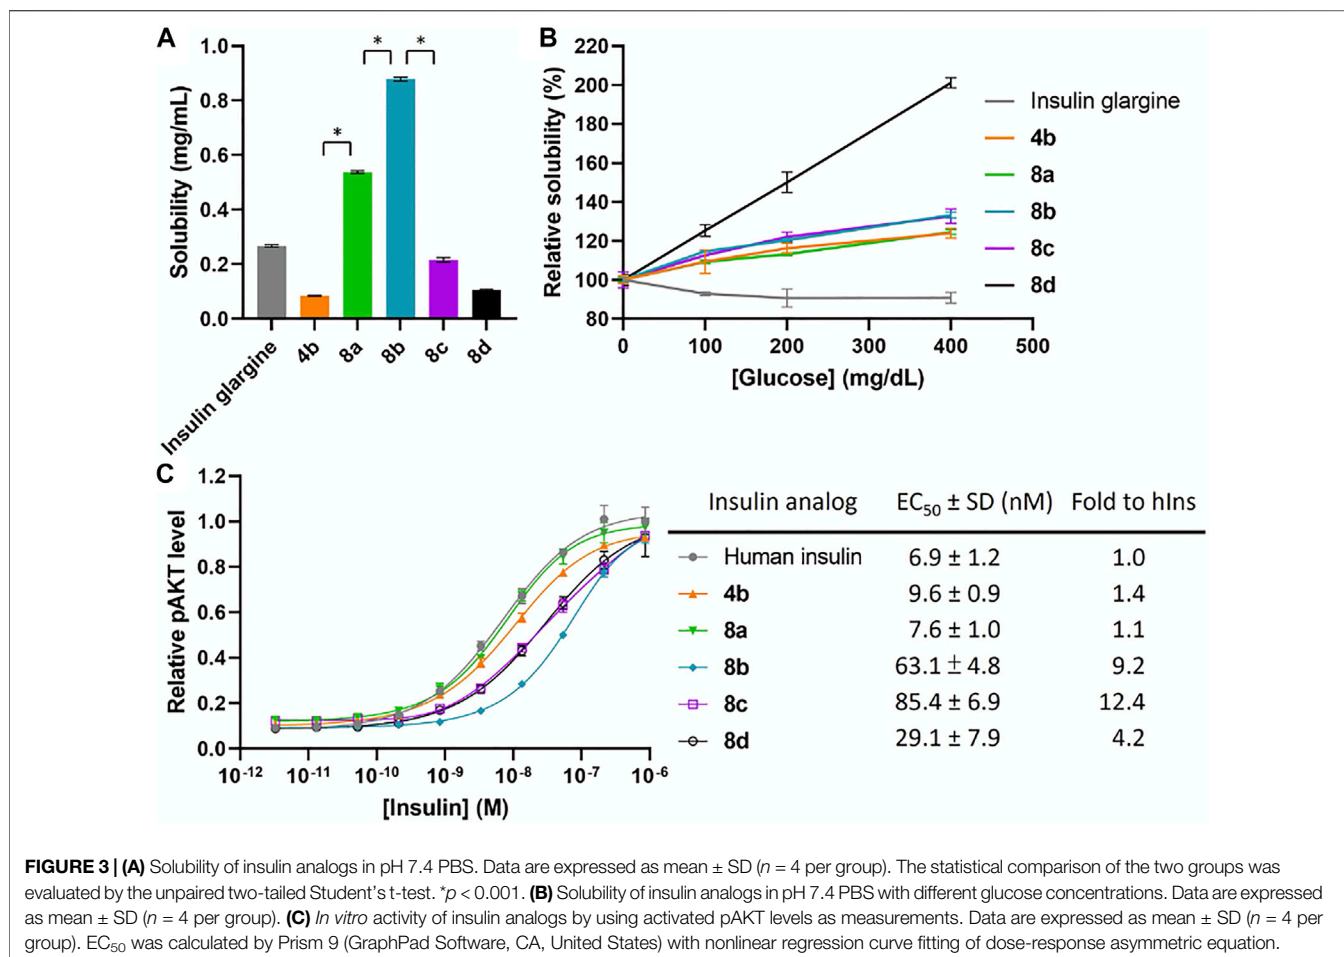 A
Solubility (mg/mL)
1.0
0.8
0.6
0.4
0.2
0.0
*
*
*
Insulin glargine
4b
8a
8b
8c
8d
B
Relative solubility (%)
220
200
180
160
140
120
100
80
0 100 200 300 400 500
[Glucose] (mg/dL)
Insulin glargine
4b
8a
8b
8c
8d
C
Relative pAKT level
1.2
1.0
0.8
0.6
0.4
0.2
0.0
10-12 10-11 10-10 10-9 10-8 10-7 10-6
[Insulin] (M)
Insulin analog EC50 ± SD (nM) Fold to hIns
Human insulin 6.9 ± 1.2 1.0
4b 9.6 ± 0.9 1.4
8a 7.6 ± 1.0 1.1
8b 63.1 ± 4.8 9.2
8c 85.4 ± 6.9 12.4
8d 29.1 ± 7.9 4.2
FIGURE 3 | (A) Solubility of insulin analogs in pH 7.4 PBS. Data are expressed as mean ± SD (n = 4 per group). The statistical comparison of the two groups was
evaluated by the unpaired two-tailed Student's t-test. *p < 0.001. (B) Solubility of insulin analogs in pH 7.4 PBS with different glucose concentrations. Data are expressed
as mean ± SD (n = 4 per group). (C) In vitro activity of insulin analogs by using activated pAKT levels as measurements. Data are expressed as mean ± SD (n = 4 per
group). EC50 was calculated by Prism 9 (GraphPad Software, CA, United States) with nonlinear regression curve fitting of dose-response asymmetric equation.